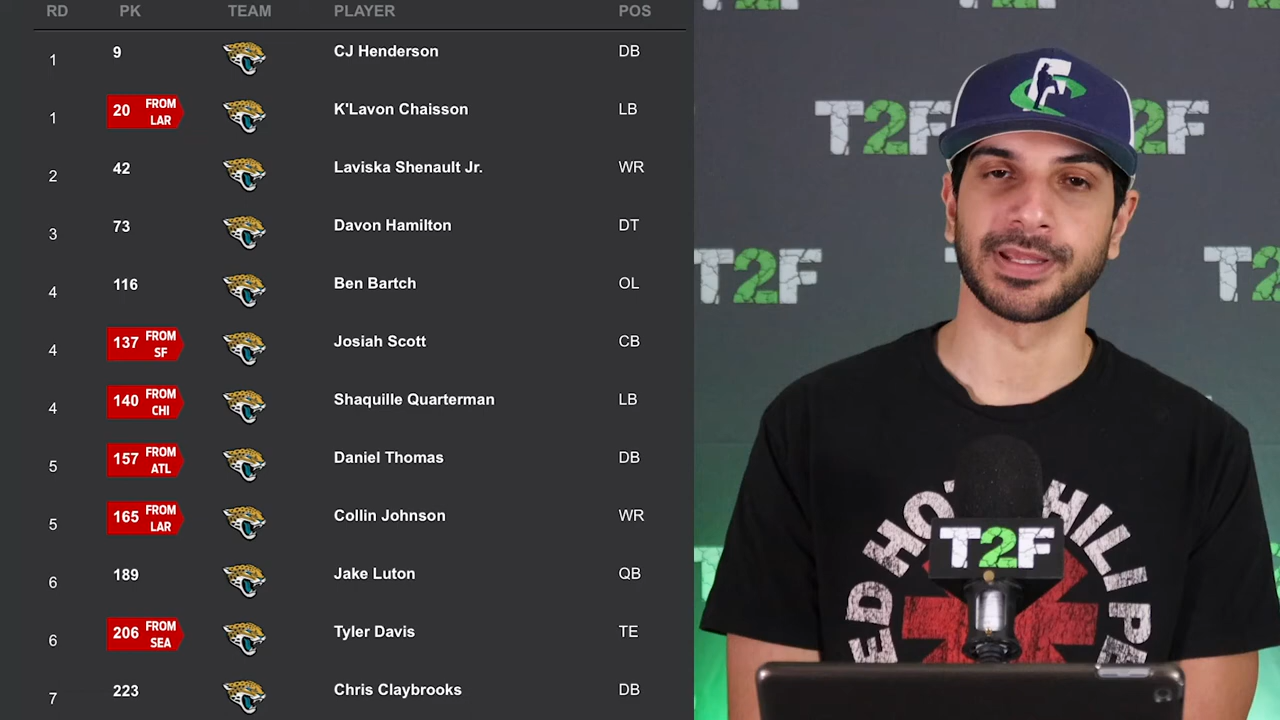 RD PK TEAM PLAYER POS
1 9 CJ Henderson DB
1 20 FROM LAR K'Lavon Chaisson LB
2 42 Laviska Shenault Jr. WR
3 73 Davon Hamilton DT
4 116 Ben Bartch OL
4 137 FROM SF Josiah Scott CB
4 140 FROM CHI Shaquille Quarterman LB
5 157 FROM ATL Daniel Thomas DB
5 165 FROM LAR Collin Johnson WR
6 189 Jake Luton QB
6 206 FROM SEA Tyler Davis TE
7 223 Chris Claybrooks DB
T2F
T2F
T2F
T2F
ED HO HILI PE
T2F